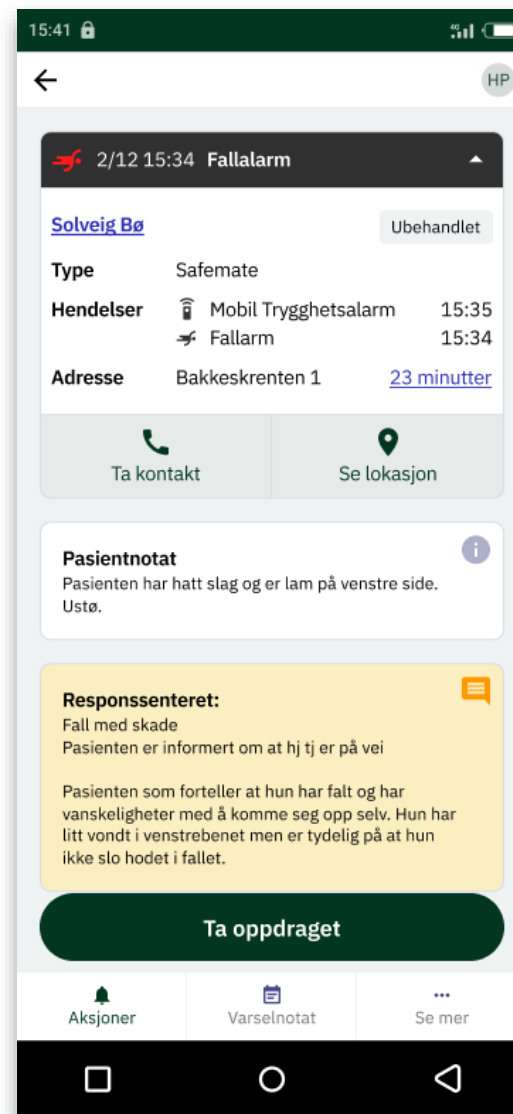 15:41
4G
HP
2/12 15:34 Fallalarm
Solveig Bø
Ubehandlet
Type Safemate
Hendelser Mobil Trygghetsalarm 15:35
Fallarm 15:34
Adresse Bakkeskrenten 1 23 minutter
Ta kontakt Se lokasjon
Pasientnotat
Pasienten har hatt slag og er lam på venstre side.
Ustø.
Responssenteret:
Fall med skade
Pasienten er informert om at hj tj er på vei
Pasienten som forteller at hun har falt og har
vanskeligheter med å komme seg opp selv. Hun har
litt vondt i venstrebenet men er tydelig på at hun
ikke slo hodet i fallet.
Ta oppdraget
Aksjoner Varselnotat Se mer